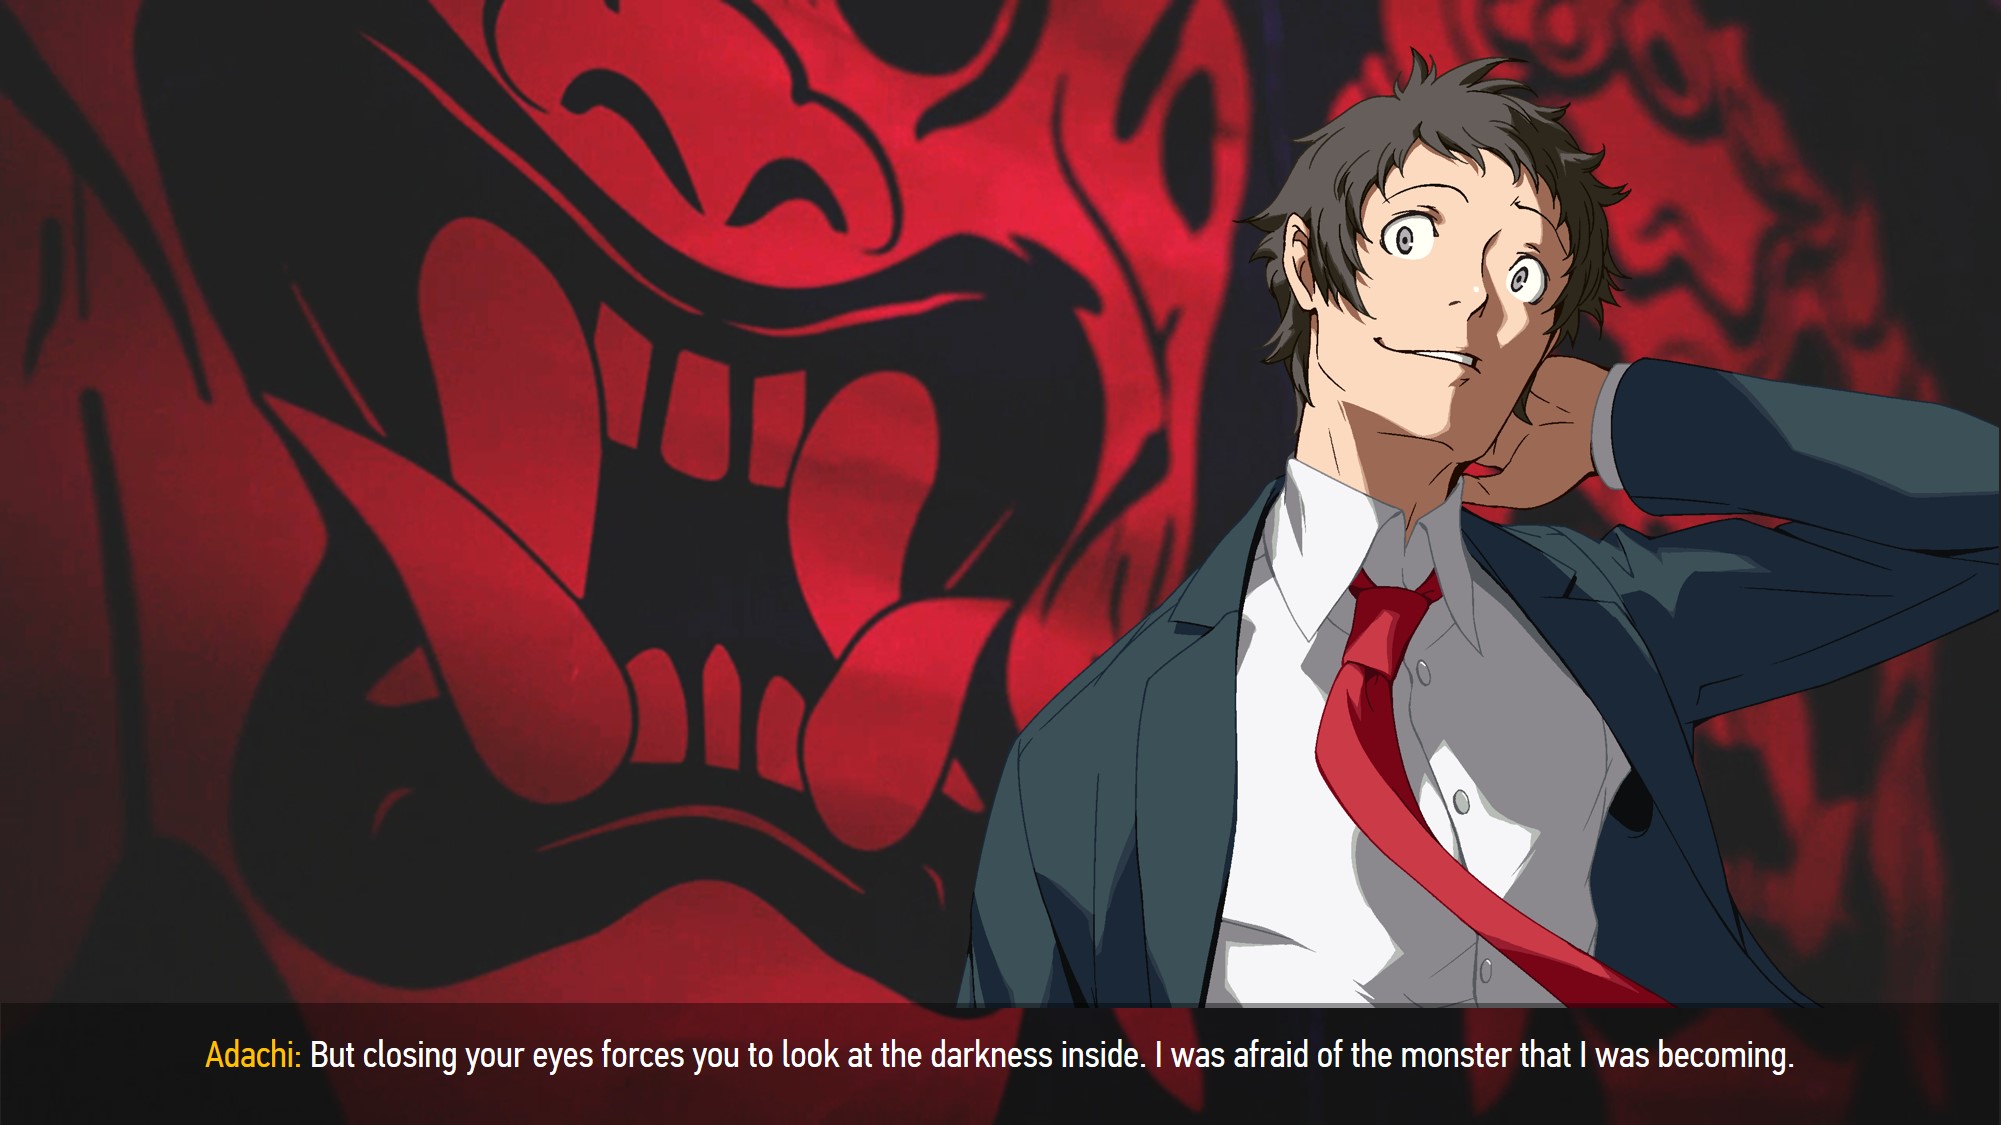 Adachi: But closing your eyes forces you to look at the darkness inside. I was afraid of the monster that I was becoming.